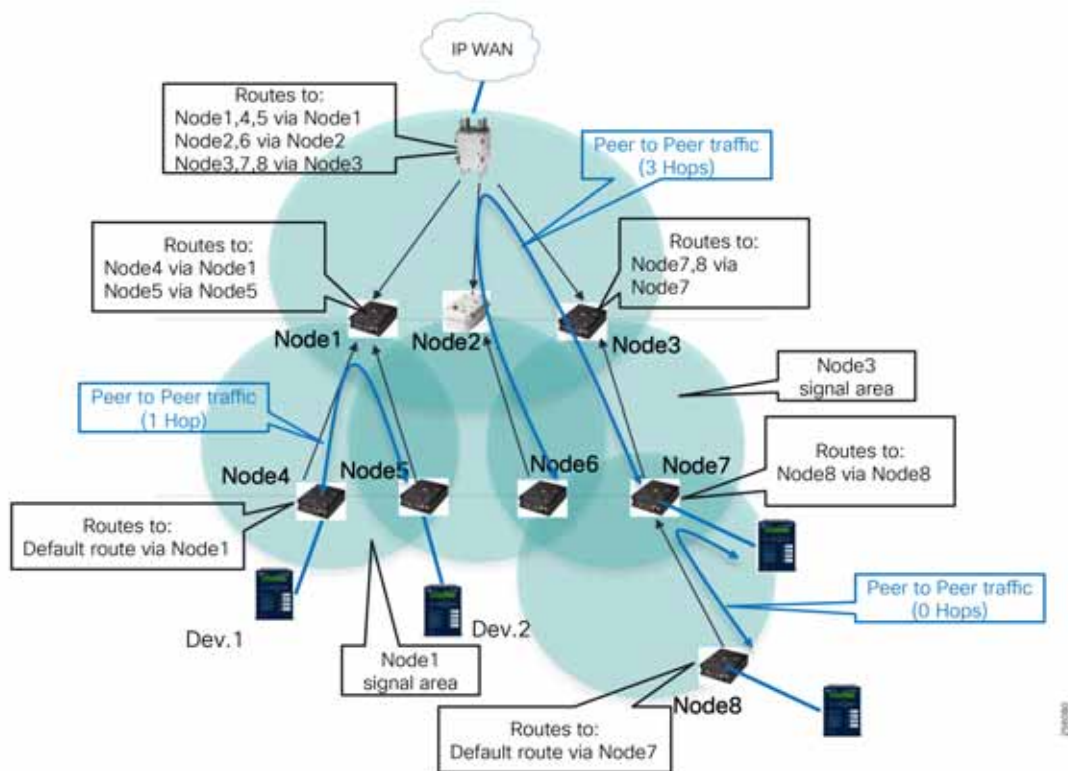 IP WAN
Routes to:
Node1,4,5 via Node1
Node2,6 via Node2
Node3,7,8 via Node3
Peer to Peer traffic
(3 Hops)
Routes to:
Node4 via Node1
Node5 via Node5
Routes to:
Node7,8 via
Node7
Node1
Node2
Node3
Node3
signal area
Peer to Peer traffic
(1 Hop)
Node4
Node5
Node6
Node7
Routes to:
Node8 via Node8
Routes to:
Default route via Node1
Peer to Peer traffic
(0 Hops)
Dev.1
Dev.2
Node1
signal area
Node8
Routes to:
Default route via Node7